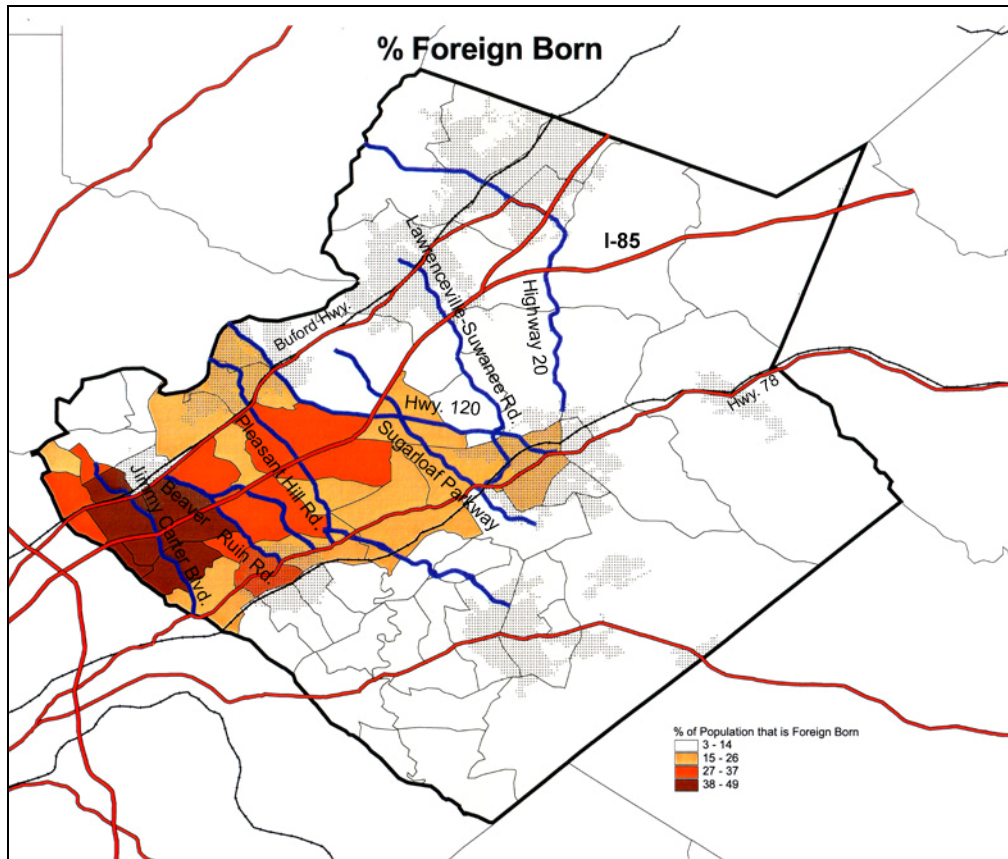 % Foreign Born
I-85
Lawrenceville-Suwanee Rd.
Highway 20
Buford Hwy.
Hwy. 78
Hwy. 120
Pleasant Hill Rd.
Sugarloaf Parkway
Jimmy Carter Blvd.
Beaver Ruin Rd.
% of Population that is Foreign Born
3 - 14
15 - 26
27 - 37
38 - 49